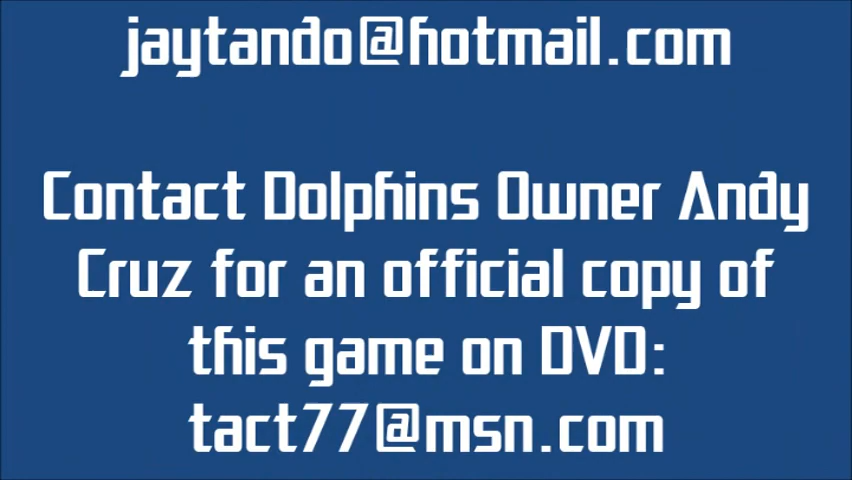 jaytando@hotmail.com
Contact Dolphins Owner Andy
Cruz for an official copy of
this game on DVD:
tact77@msn.com